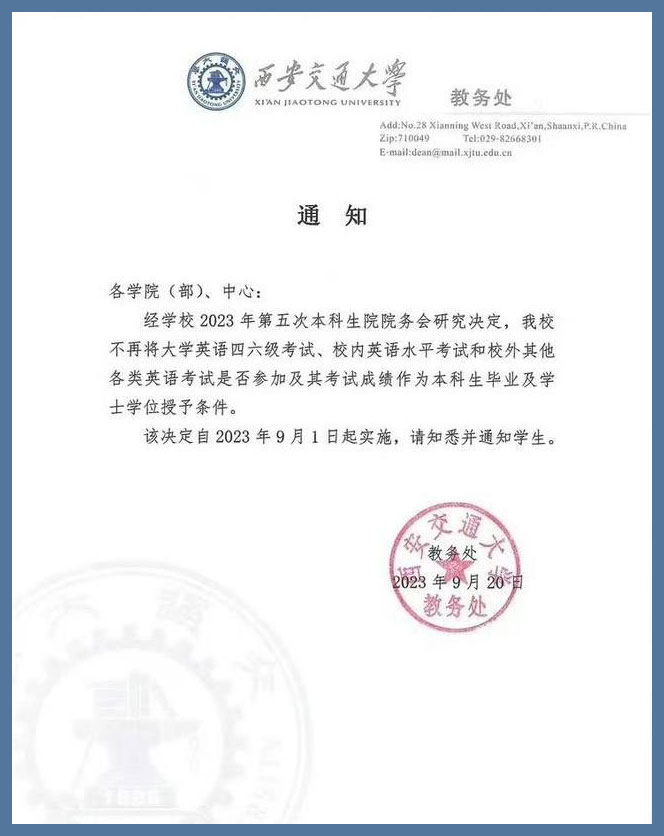 西安交通大学
XI'AN JIAOTONG UNIVERSITY
教务处
Add:No.28 Xianning West Road,Xi'an,Shaanxi,P.R.China
Zip:710049 Tel:029-82668301
E-mail:dean@mail.xjtu.edu.cn
通 知
各学院（部）、中心：
经学校 2023 年第五次本科生院院务会研究决定，我校
不再将大学英语四六级考试、校内英语水平考试和校外其他
各类英语考试是否参加及其考试成绩作为本科生毕业及学
士学位授予条件。
该决定自 2023 年 9 月 1 日起实施，请知悉并通知学生。
西安交通大学
教务处
2023 年 9 月 20 日
教务处
1896